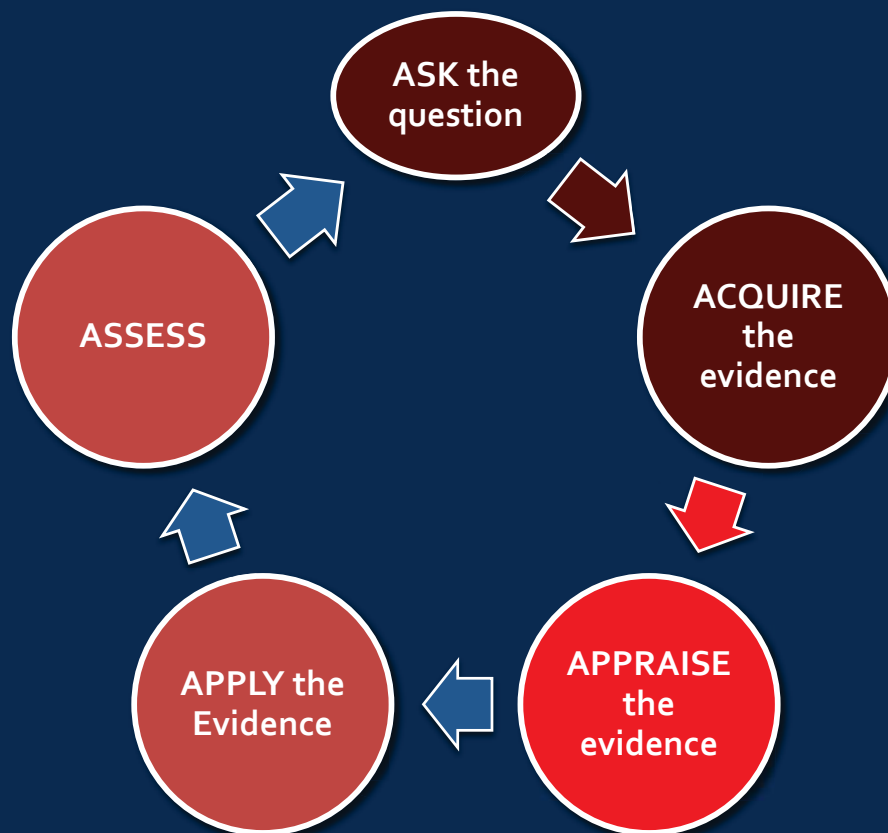 ASK the
question
ACQUIRE
the
evidence
APPRAISE
the
evidence
APPLY the
Evidence
ASSESS